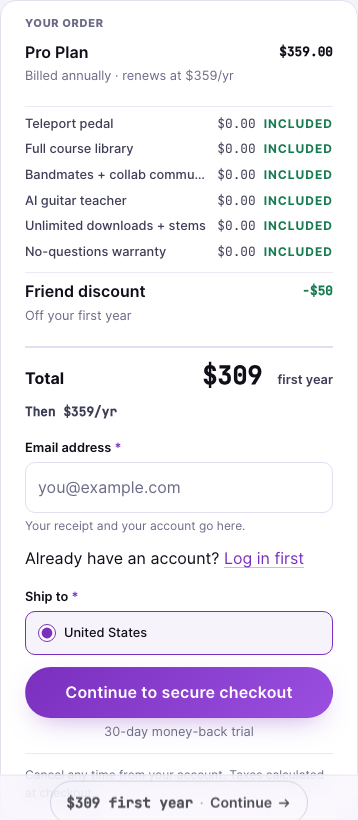 YOUR ORDER
Pro Plan $359.00
Billed annually · renews at $359/yr
Teleport pedal $0.00 INCLUDED
Full course library $0.00 INCLUDED
Bandmates + collab commu... $0.00 INCLUDED
AI guitar teacher $0.00 INCLUDED
Unlimited downloads + stems $0.00 INCLUDED
No-questions warranty $0.00 INCLUDED
Friend discount -$50
Off your first year
Total $309 first year
Then $359/yr
Email address *
you@example.com
Your receipt and your account go here.
Already have an account? Log in first
Ship to *
United States
Continue to secure checkout
30-day money-back trial
Cancel any time from your account. Taxes calculated
at checkout.
$309 first year · Continue →